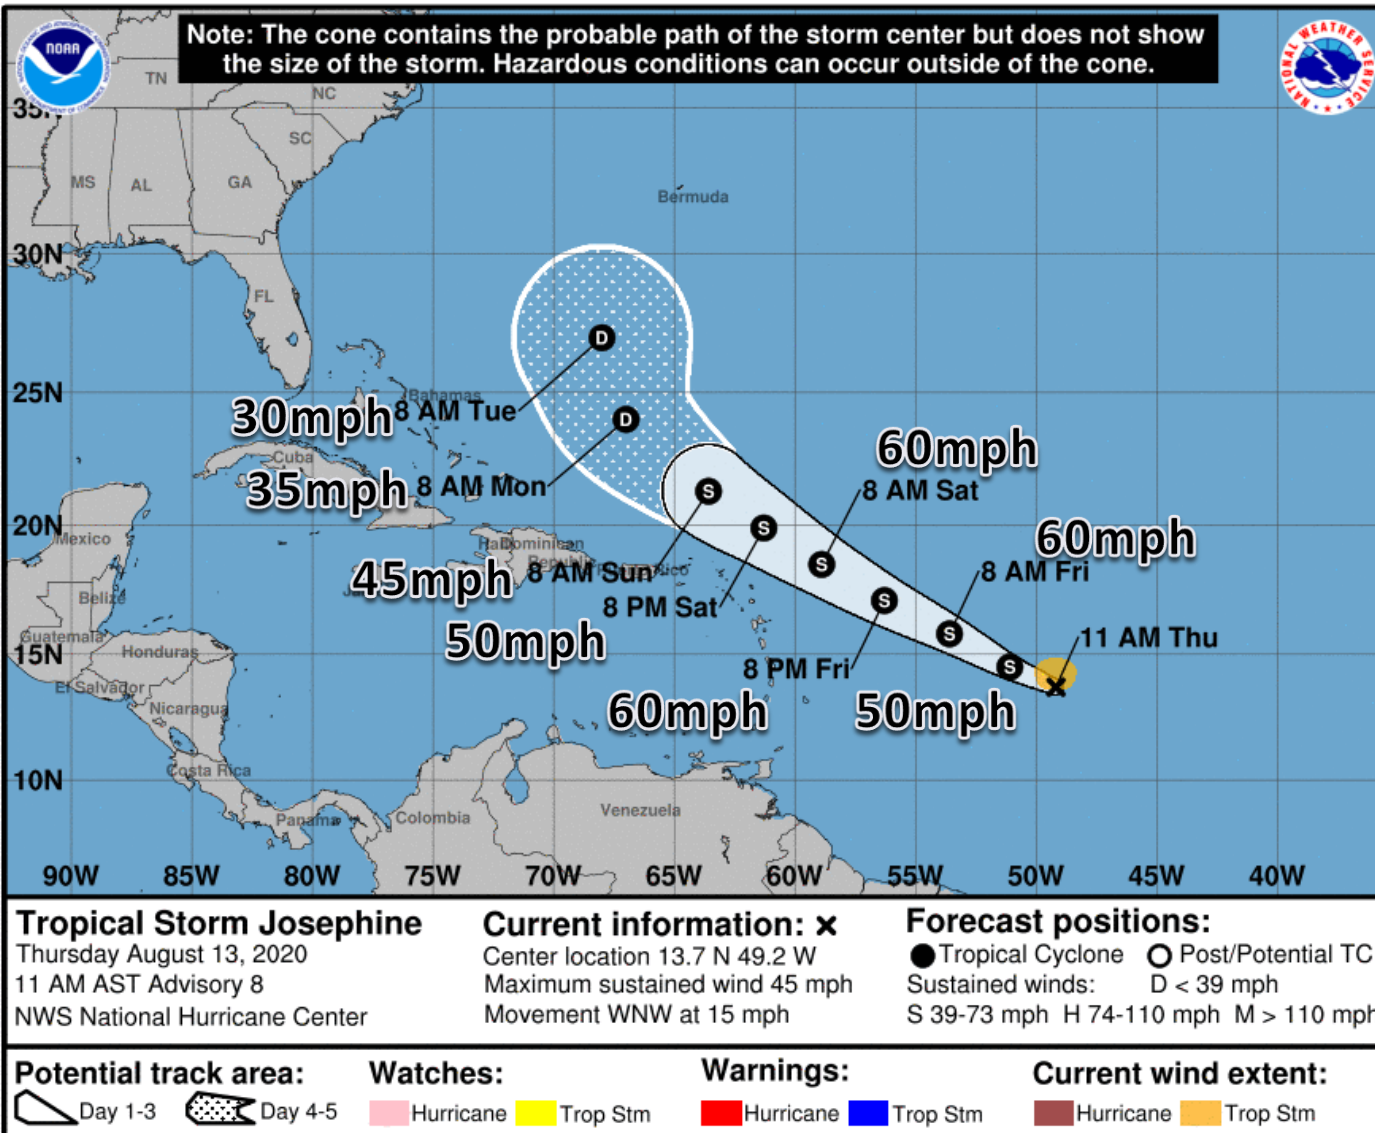 Note: The cone contains the probable path of the storm center but does not show
the size of the storm. Hazardous conditions can occur outside of the cone.
NOAA
NATIONAL WEATHER SERVICE
TN
NC
35N
SC
MS
AL
GA
Bermuda
30N
FL
D
25N
Bahamas
30mph
8 AM Tue
D
60mph
Cuba
35mph
8 AM Mon
S
8 AM Sat
20N
S
Mexico
Dominican
Republic
60mph
45mph
8 AM Sun
S
8 AM Fri
Belize
8 PM Sat
S
Guatemala
50mph
S
11 AM Thu
15N
Honduras
8 PM Fri
S
El Salvador
Nicaragua
60mph
50mph
Costa Rica
10N
Panama
Colombia
Venezuela
90W 85W 80W 75W 70W 65W 60W 55W 50W 45W 40W
Tropical Storm Josephine
Thursday August 13, 2020
11 AM AST Advisory 8
NWS National Hurricane Center
Current information: x
Center location 13.7 N 49.2 W
Maximum sustained wind 45 mph
Movement WNW at 15 mph
Forecast positions:
Tropical Cyclone Post/Potential TC
Sustained winds: D < 39 mph
S 39-73 mph H 74-110 mph M > 110 mph
Potential track area:
Day 1-3 Day 4-5
Watches:
Hurricane Trop Stm
Warnings:
Hurricane Trop Stm
Current wind extent:
Hurricane Trop Stm